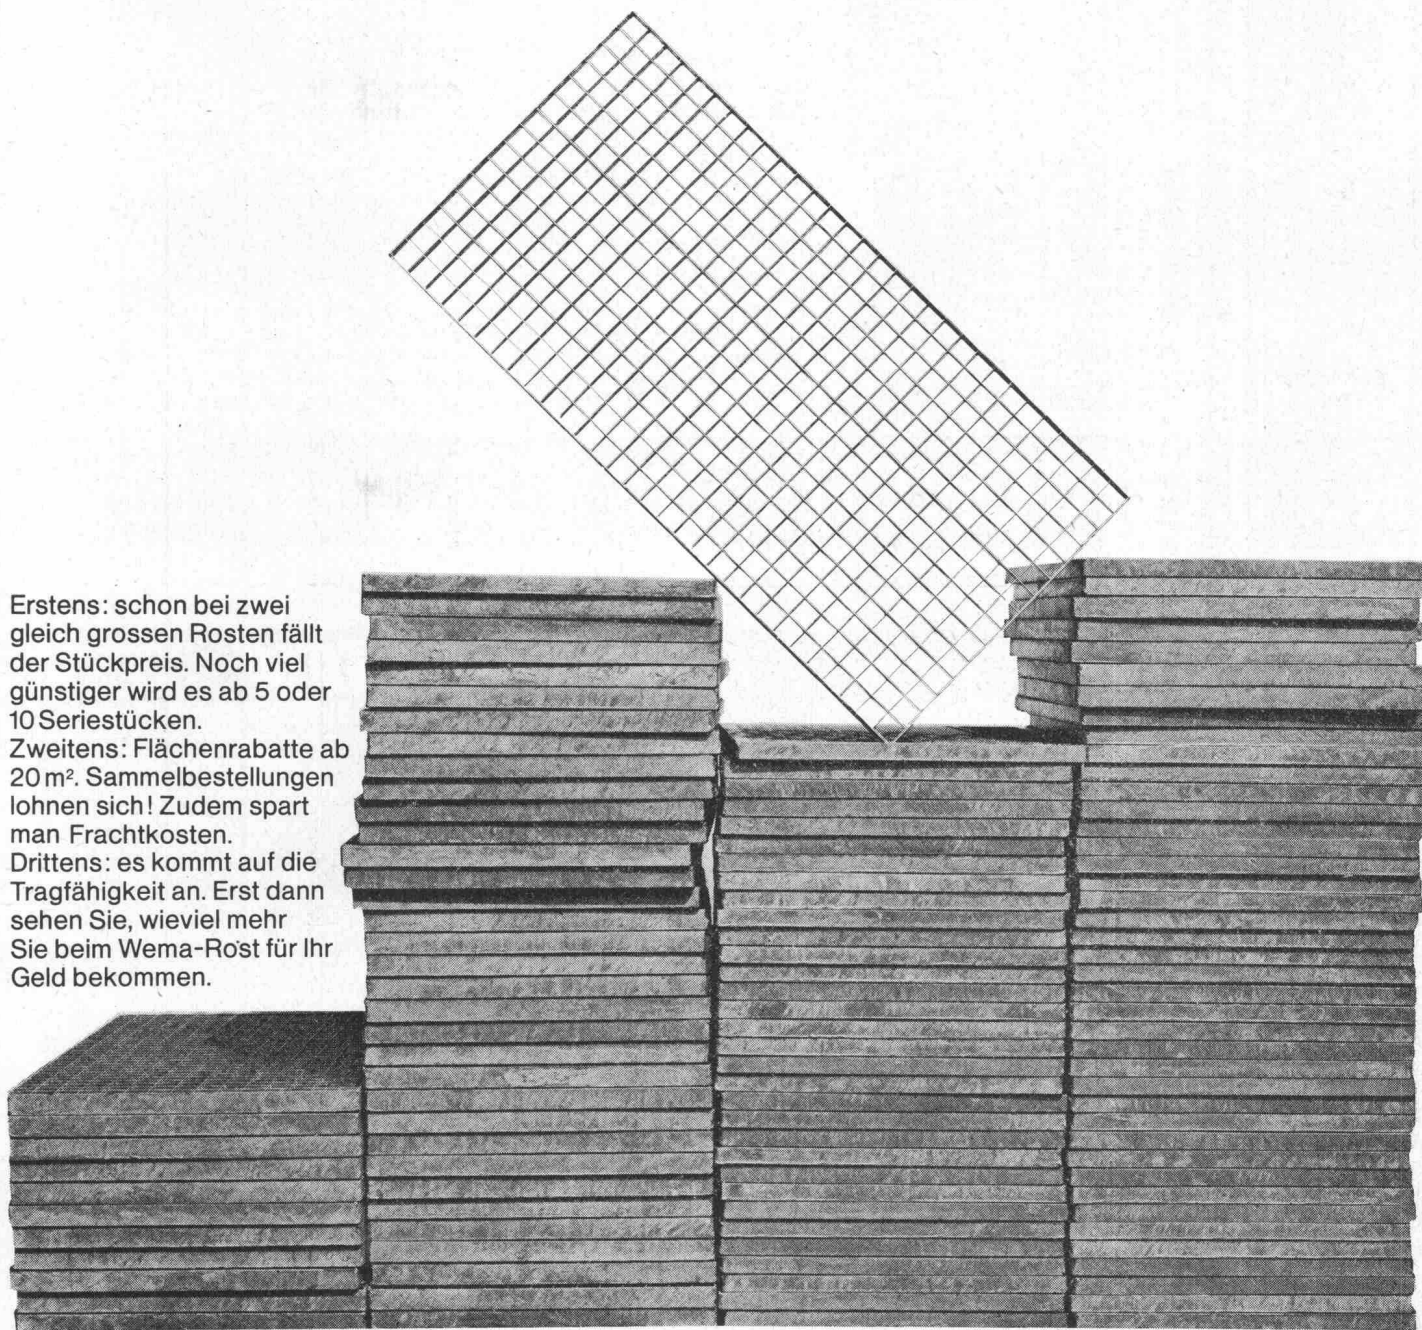 Erstens: schon bei zwei
gleich grossen Rosten fällt
der Stückpreis. Noch viel
günstiger wird es ab 5 oder
10 Seriestücken.
Zweitens: Flächenrabatte ab
20 m². Sammelbestellungen
lohnen sich! Zudem spart
man Frachtkosten.
Drittens: es kommt auf die
Tragfähigkeit an. Erst dann
sehen Sie, wieviel mehr
Sie beim Wema-Rost für Ihr
Geld bekommen.